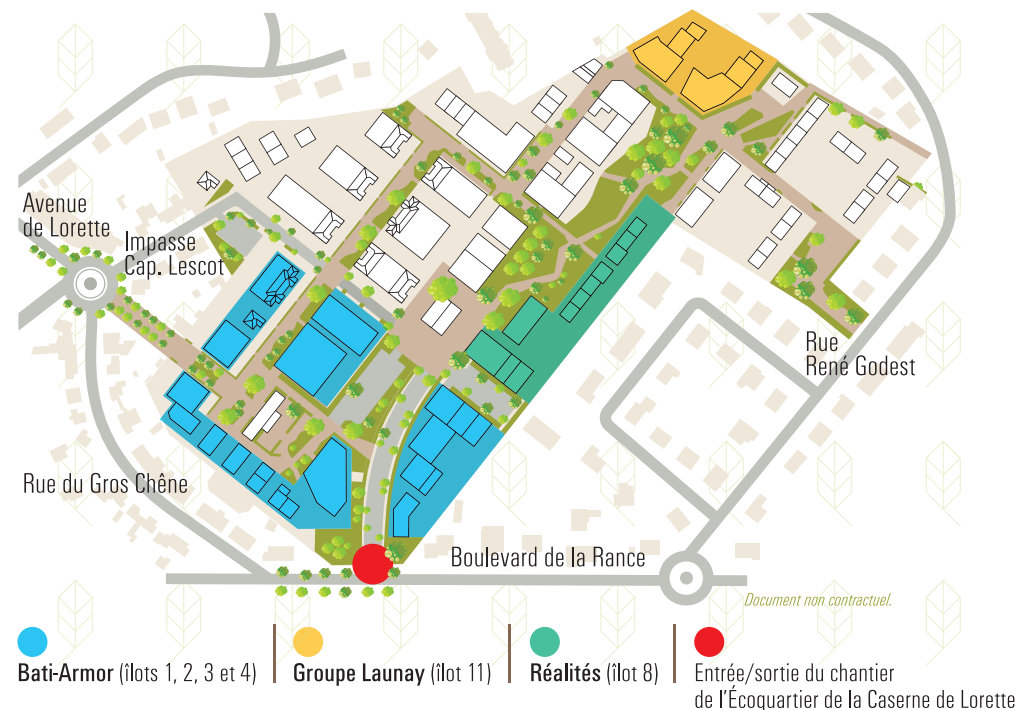 Avenue
de Lorette
Impasse
Cap. Lescot
Rue
René Godest
Rue du Gros Chêne
Boulevard de la Rance
Document non contractuel.
Bati-Armor (îlots 1, 2, 3 et 4)
Groupe Launay (îlot 11)
Réalités (îlot 8)
Entrée/sortie du chantier
de l'Écoquartier de la Caserne de Lorette